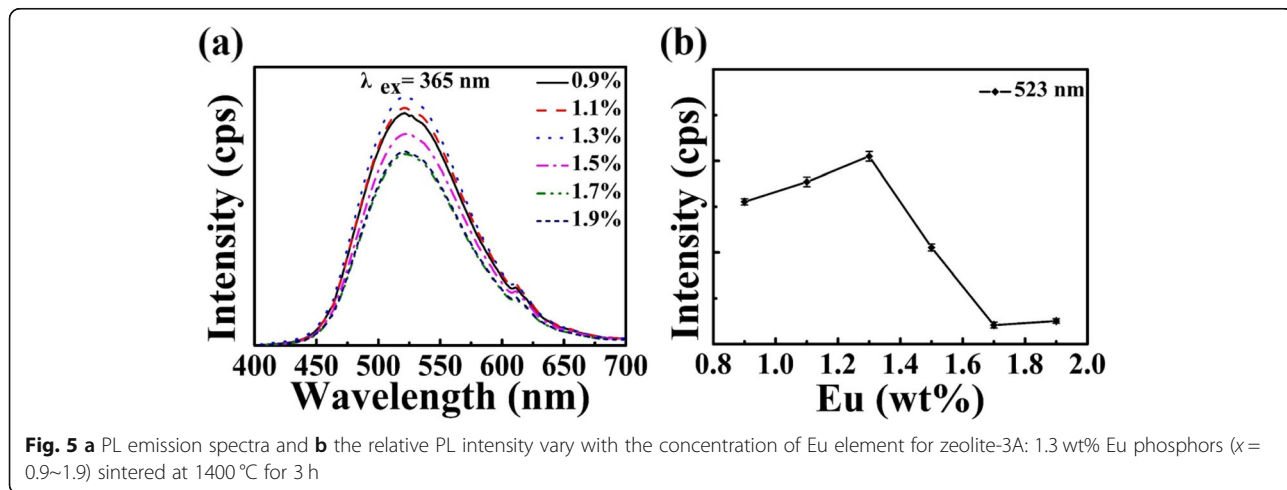 (a)
λ ex= 365 nm
0.9%
1.1%
1.3%
1.5%
1.7%
1.9%
Intensity (cps)
400 450 500 550 600 650 700
Wavelength (nm)
(b)
523 nm
Intensity (cps)
0.8 1.0 1.2 1.4 1.6 1.8 2.0
Eu (wt%)
Fig. 5 a PL emission spectra and b the relative PL intensity vary with the concentration of Eu element for zeolite-3A: 1.3 wt% Eu phosphors (x =
0.9~1.9) sintered at 1400 °C for 3 h